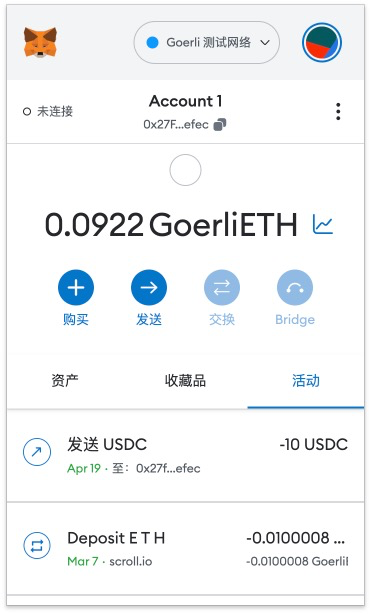 Goerli 测试网络
未连接
Account 1
0x27F...efec
0.0922 GoerliETH
购买
发送
交换
Bridge
资产
收藏品
活动
发送 USDC
-10 USDC
Apr 19 · 至：0x27f...efec
Deposit E T H
-0.0100008 ...
Mar 7 · scroll.io
-0.0100008 Goerli